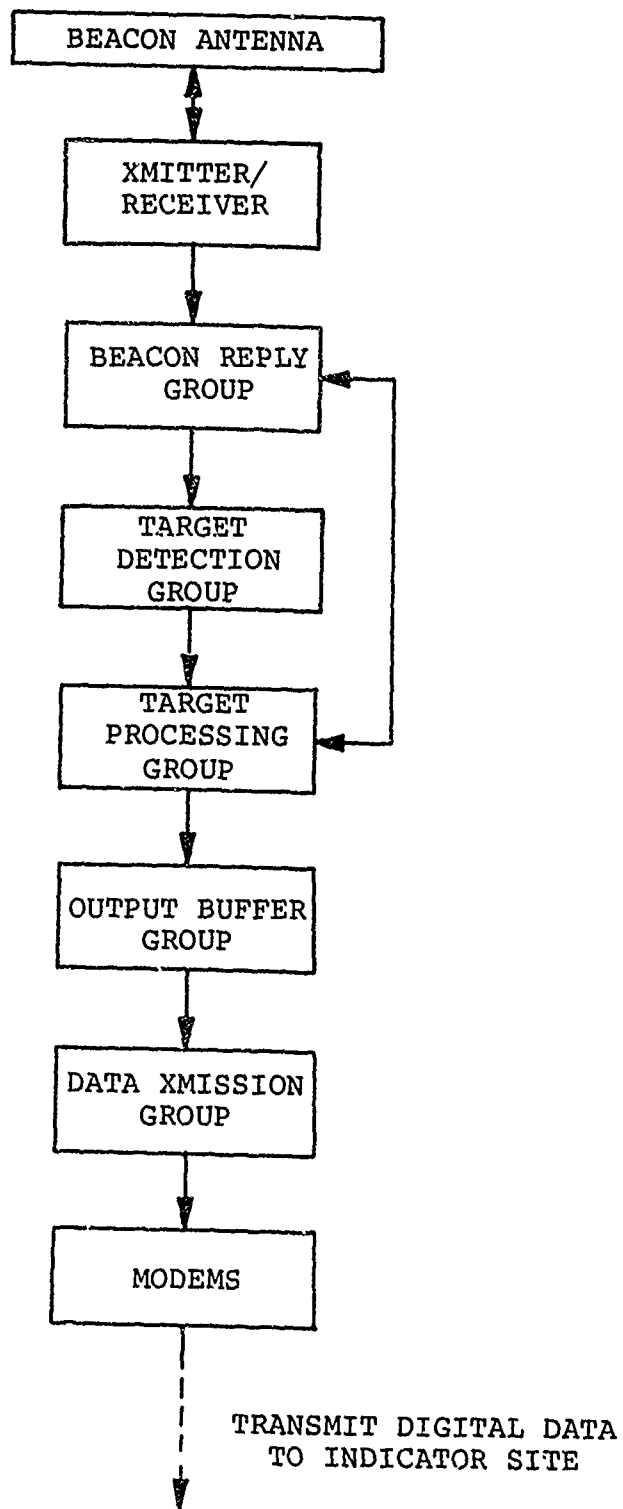 BEACON ANTENNA
XMITTER/
RECEIVER
BEACON REPLY
GROUP
TARGET
DETECTION
GROUP
TARGET
PROCESSING
GROUP
OUTPUT BUFFER
GROUP
DATA XMISSION
GROUP
MODEMS
TRANSMIT DIGITAL DATA
TO INDICATOR SITE